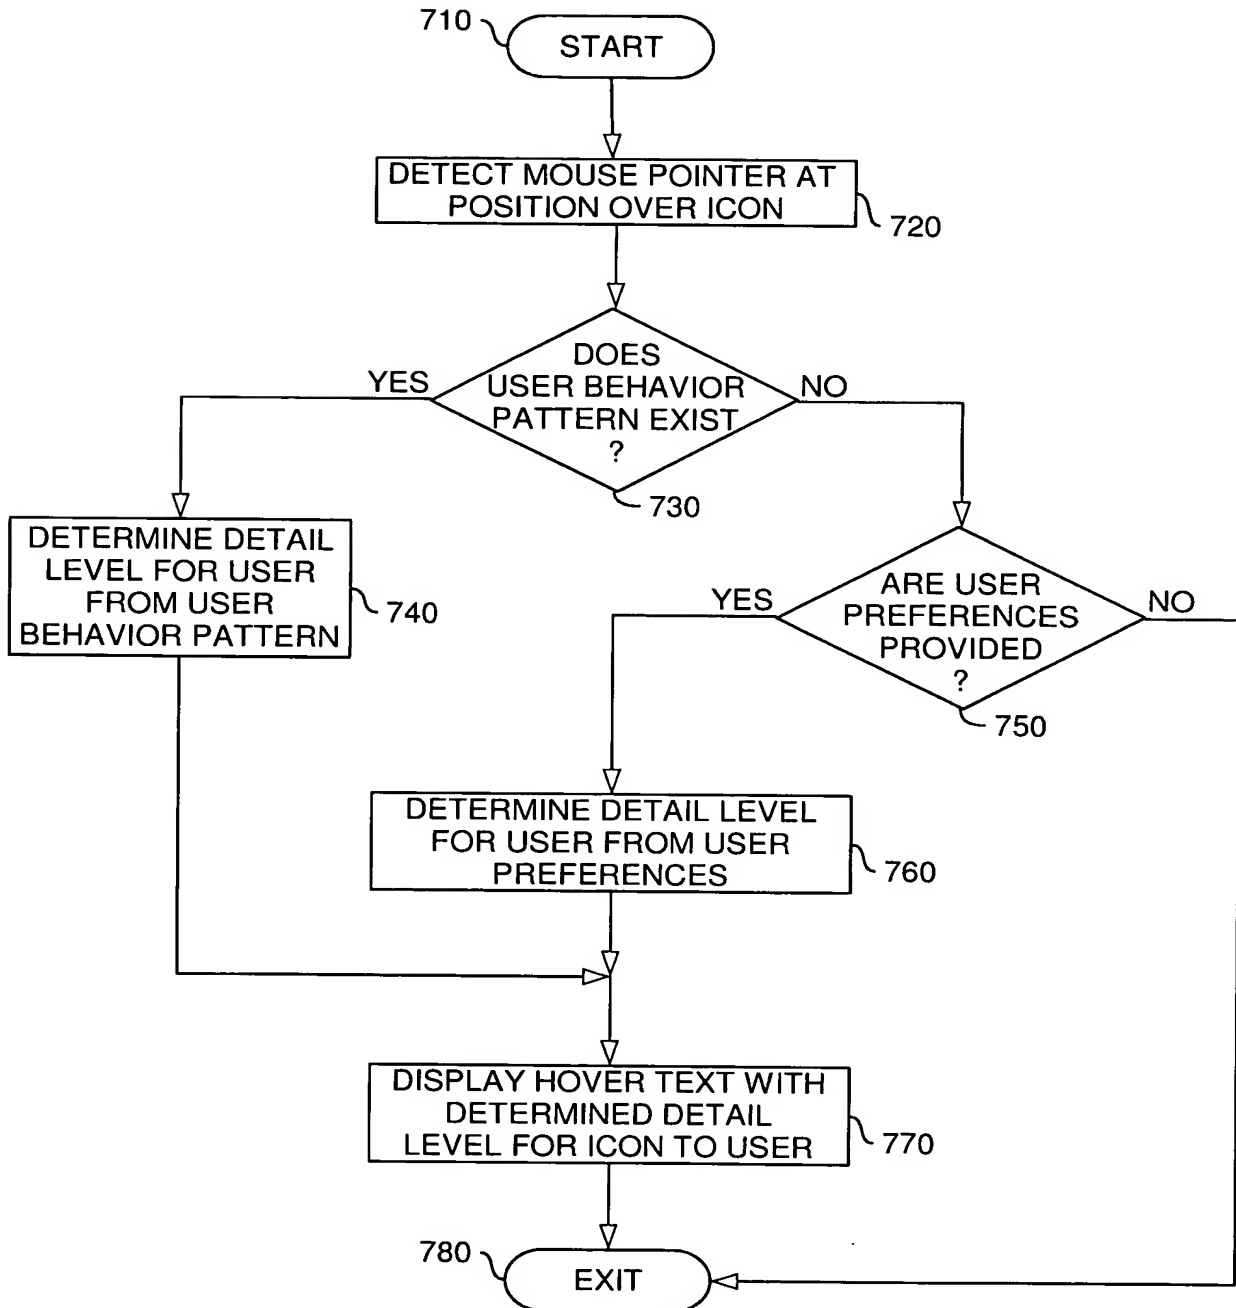 710
START
DETECT MOUSE POINTER AT
POSITION OVER ICON
720
DOES
USER BEHAVIOR
PATTERN EXIST
?
YES
NO
730
DETERMINE DETAIL
LEVEL FOR USER
FROM USER
BEHAVIOR PATTERN
740
ARE USER
PREFERENCES
PROVIDED
?
YES
NO
750
DETERMINE DETAIL LEVEL
FOR USER FROM USER
PREFERENCES
760
DISPLAY HOVER TEXT WITH
DETERMINED DETAIL
LEVEL FOR ICON TO USER
770
780
EXIT